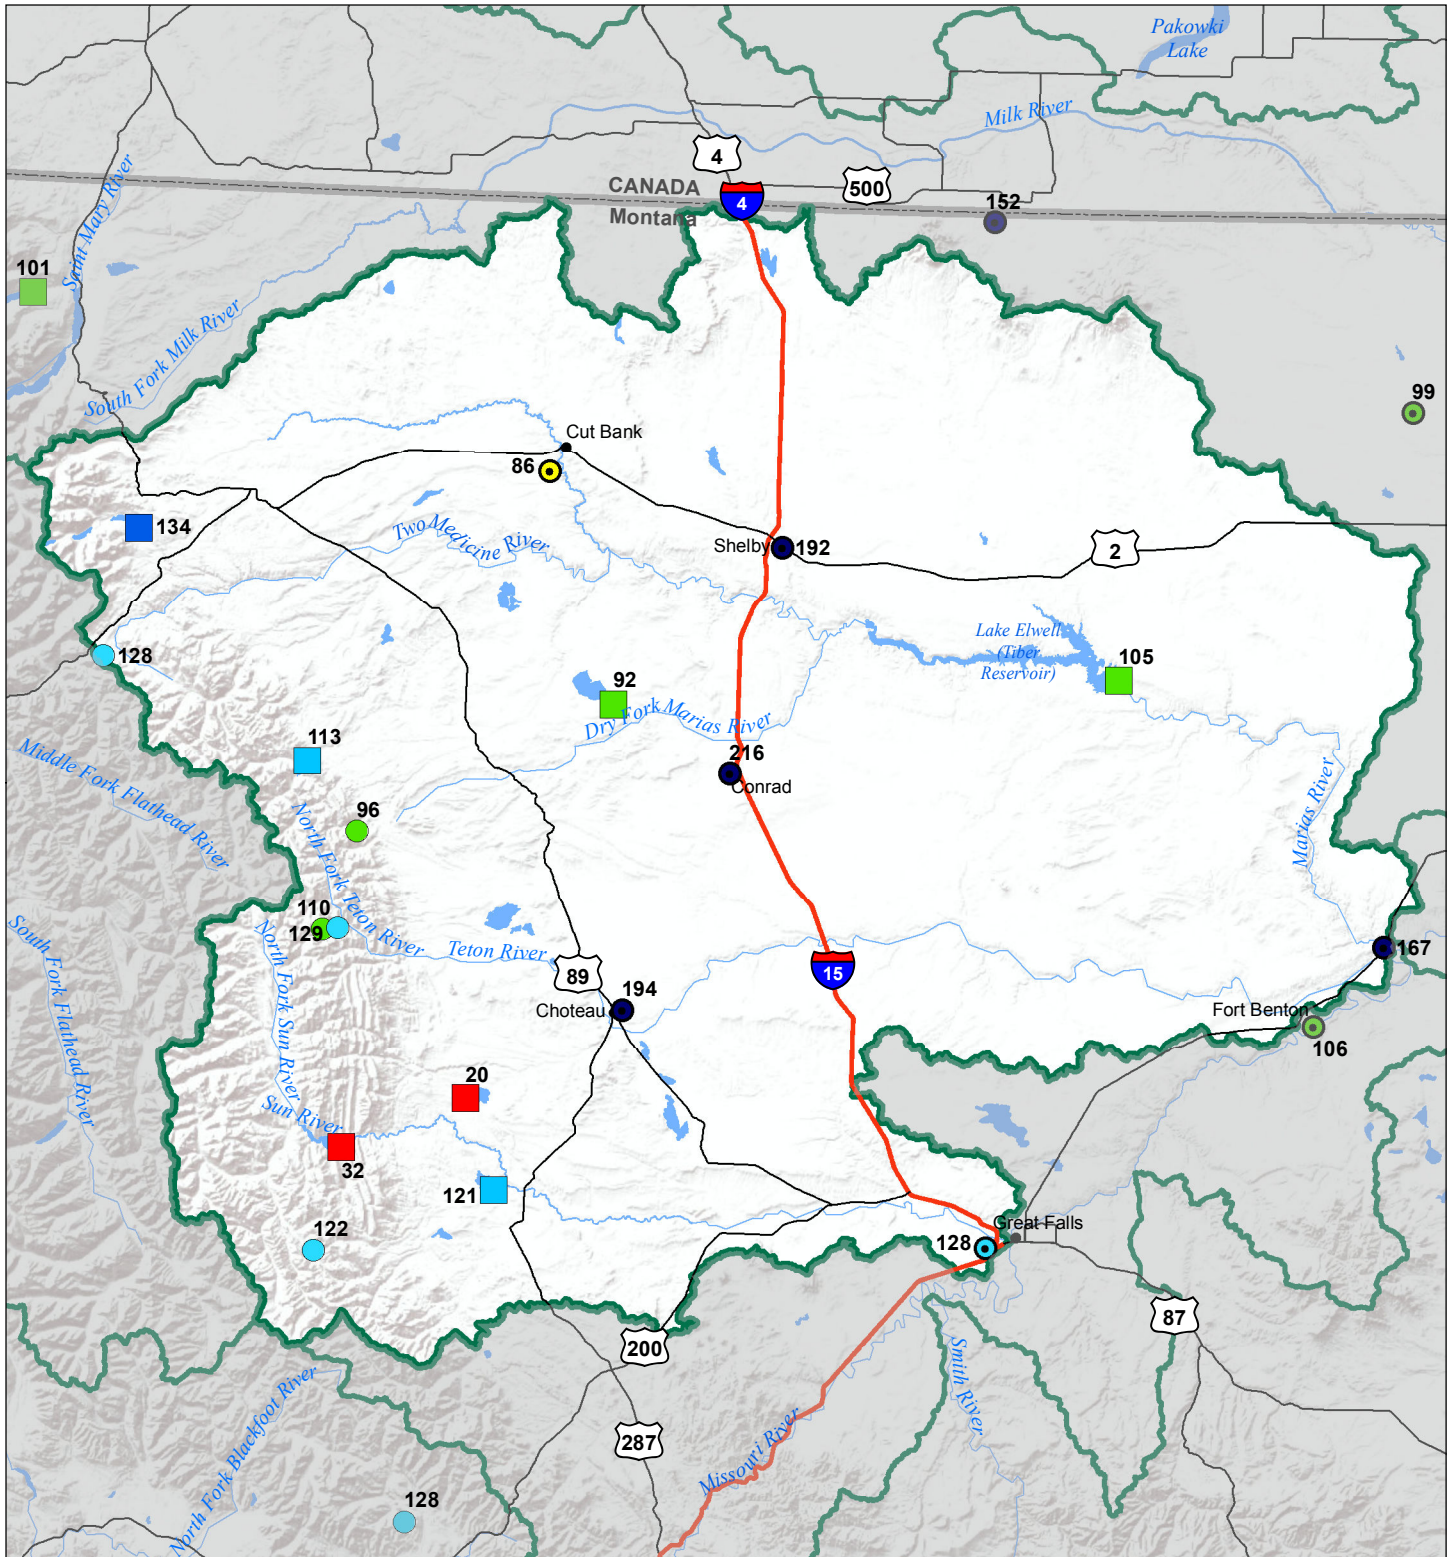 Pakowki
Lake
Milk River
4
CANADA
500
4
Montana
152
Saint Mary River
101
South Fork Milk River
99
Cut Bank
86
134
Two Medicine River
Shelby
192
2
Lake Elwell
(Tiber
Reservoir)
128
105
92
Dry Fork Marias River
113
216
Conrad
Middle Fork Flathead River
96
North Fork Teton River
Marias River
110
129
South Fork Flathead River
North Fork Sun River
Teton River
167
89
15
194
Choteau
Fort Benton
106
20
Sun River
32
121
122
Great Falls
128
200
87
Smith River
287
Missouri River
North Fork Blackfoot River
128